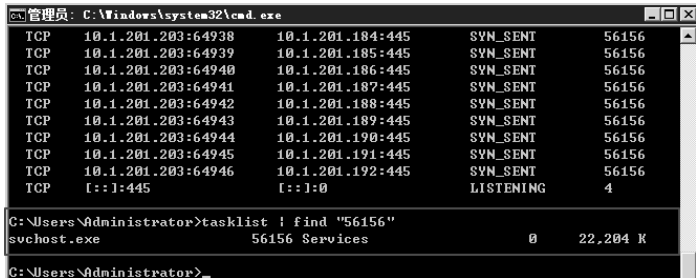 管理员: C:\Windows\system32\cmd.exe
TCP 10.1.201.203:64938 10.1.201.184:445 SYN_SENT 56156
TCP 10.1.201.203:64939 10.1.201.185:445 SYN_SENT 56156
TCP 10.1.201.203:64940 10.1.201.186:445 SYN_SENT 56156
TCP 10.1.201.203:64941 10.1.201.187:445 SYN_SENT 56156
TCP 10.1.201.203:64942 10.1.201.188:445 SYN_SENT 56156
TCP 10.1.201.203:64943 10.1.201.189:445 SYN_SENT 56156
TCP 10.1.201.203:64944 10.1.201.190:445 SYN_SENT 56156
TCP 10.1.201.203:64945 10.1.201.191:445 SYN_SENT 56156
TCP 10.1.201.203:64946 10.1.201.192:445 SYN_SENT 56156
TCP [::]:445 [::]:0 LISTENING 4
C:\Users\Administrator>tasklist | find "56156"
svchost.exe 56156 Services 0 22,204 K
C:\Users\Administrator>_